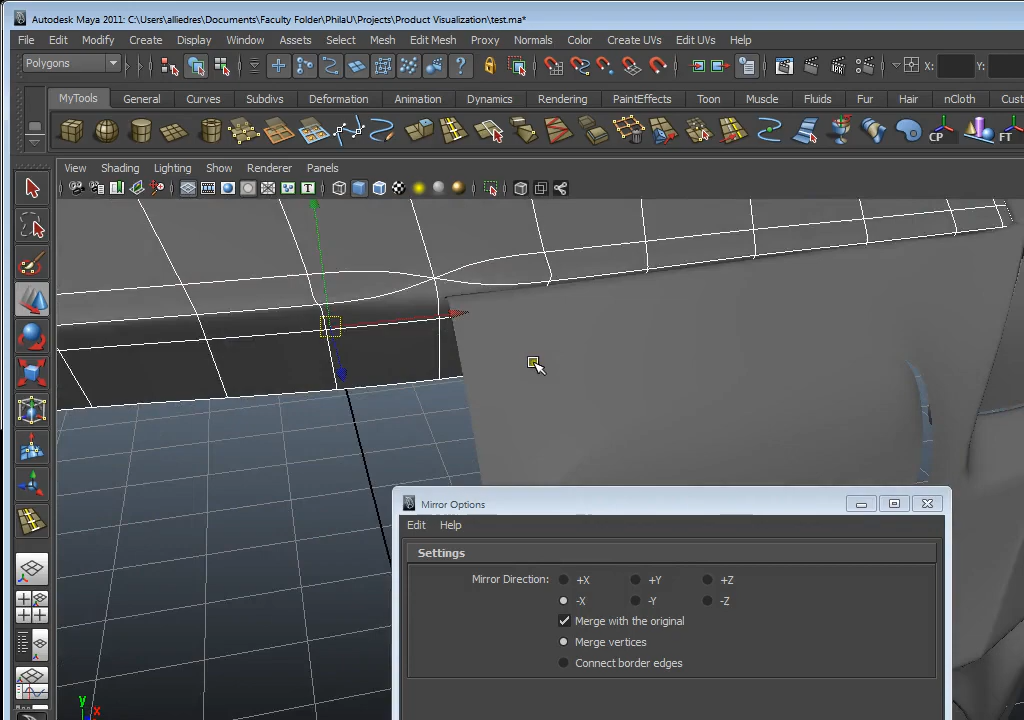 Autodesk Maya 2011: C:\Users\alliedres\Documents\Faculty Folder\PhilaU\Projects\Product Visualization\test.ma*
File Edit Modify Create Display Window Assets Select Mesh Edit Mesh Proxy Normals Color Create UVs Edit UVs Help
Polygons X: Y:
MyTools General Curves Subdivs Deformation Animation Dynamics Rendering PaintEffects Toon Muscle Fluids Fur Hair nCloth Cust
CP FT
View Shading Lighting Show Renderer Panels
Mirror Options
Edit Help
Settings
Mirror Direction: +X +Y +Z
-X -Y -Z
Merge with the original
Merge vertices
Connect border edges
y
x